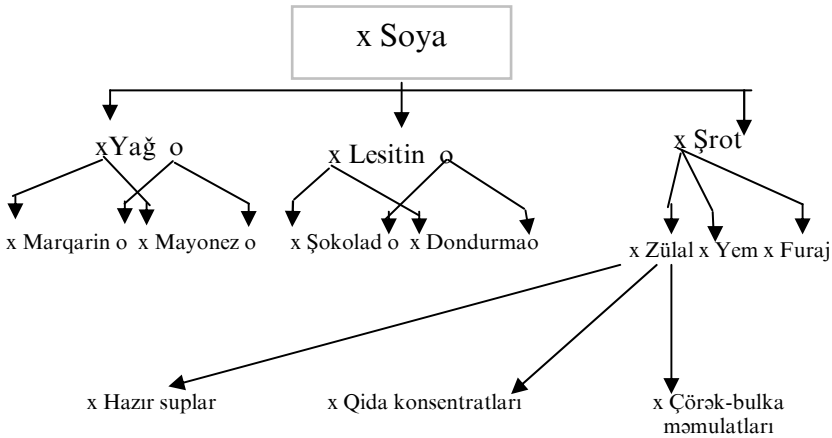 x Soya
xYağ o
x Lesitin o
x Şrot
x Marqarin o x Mayonez o
x Şokolad o x Dondurmao
x Zülal x Yem x Furaj
x Hazır suplar
x Qida konsentratları
x Çörək-bulka
məmulatları